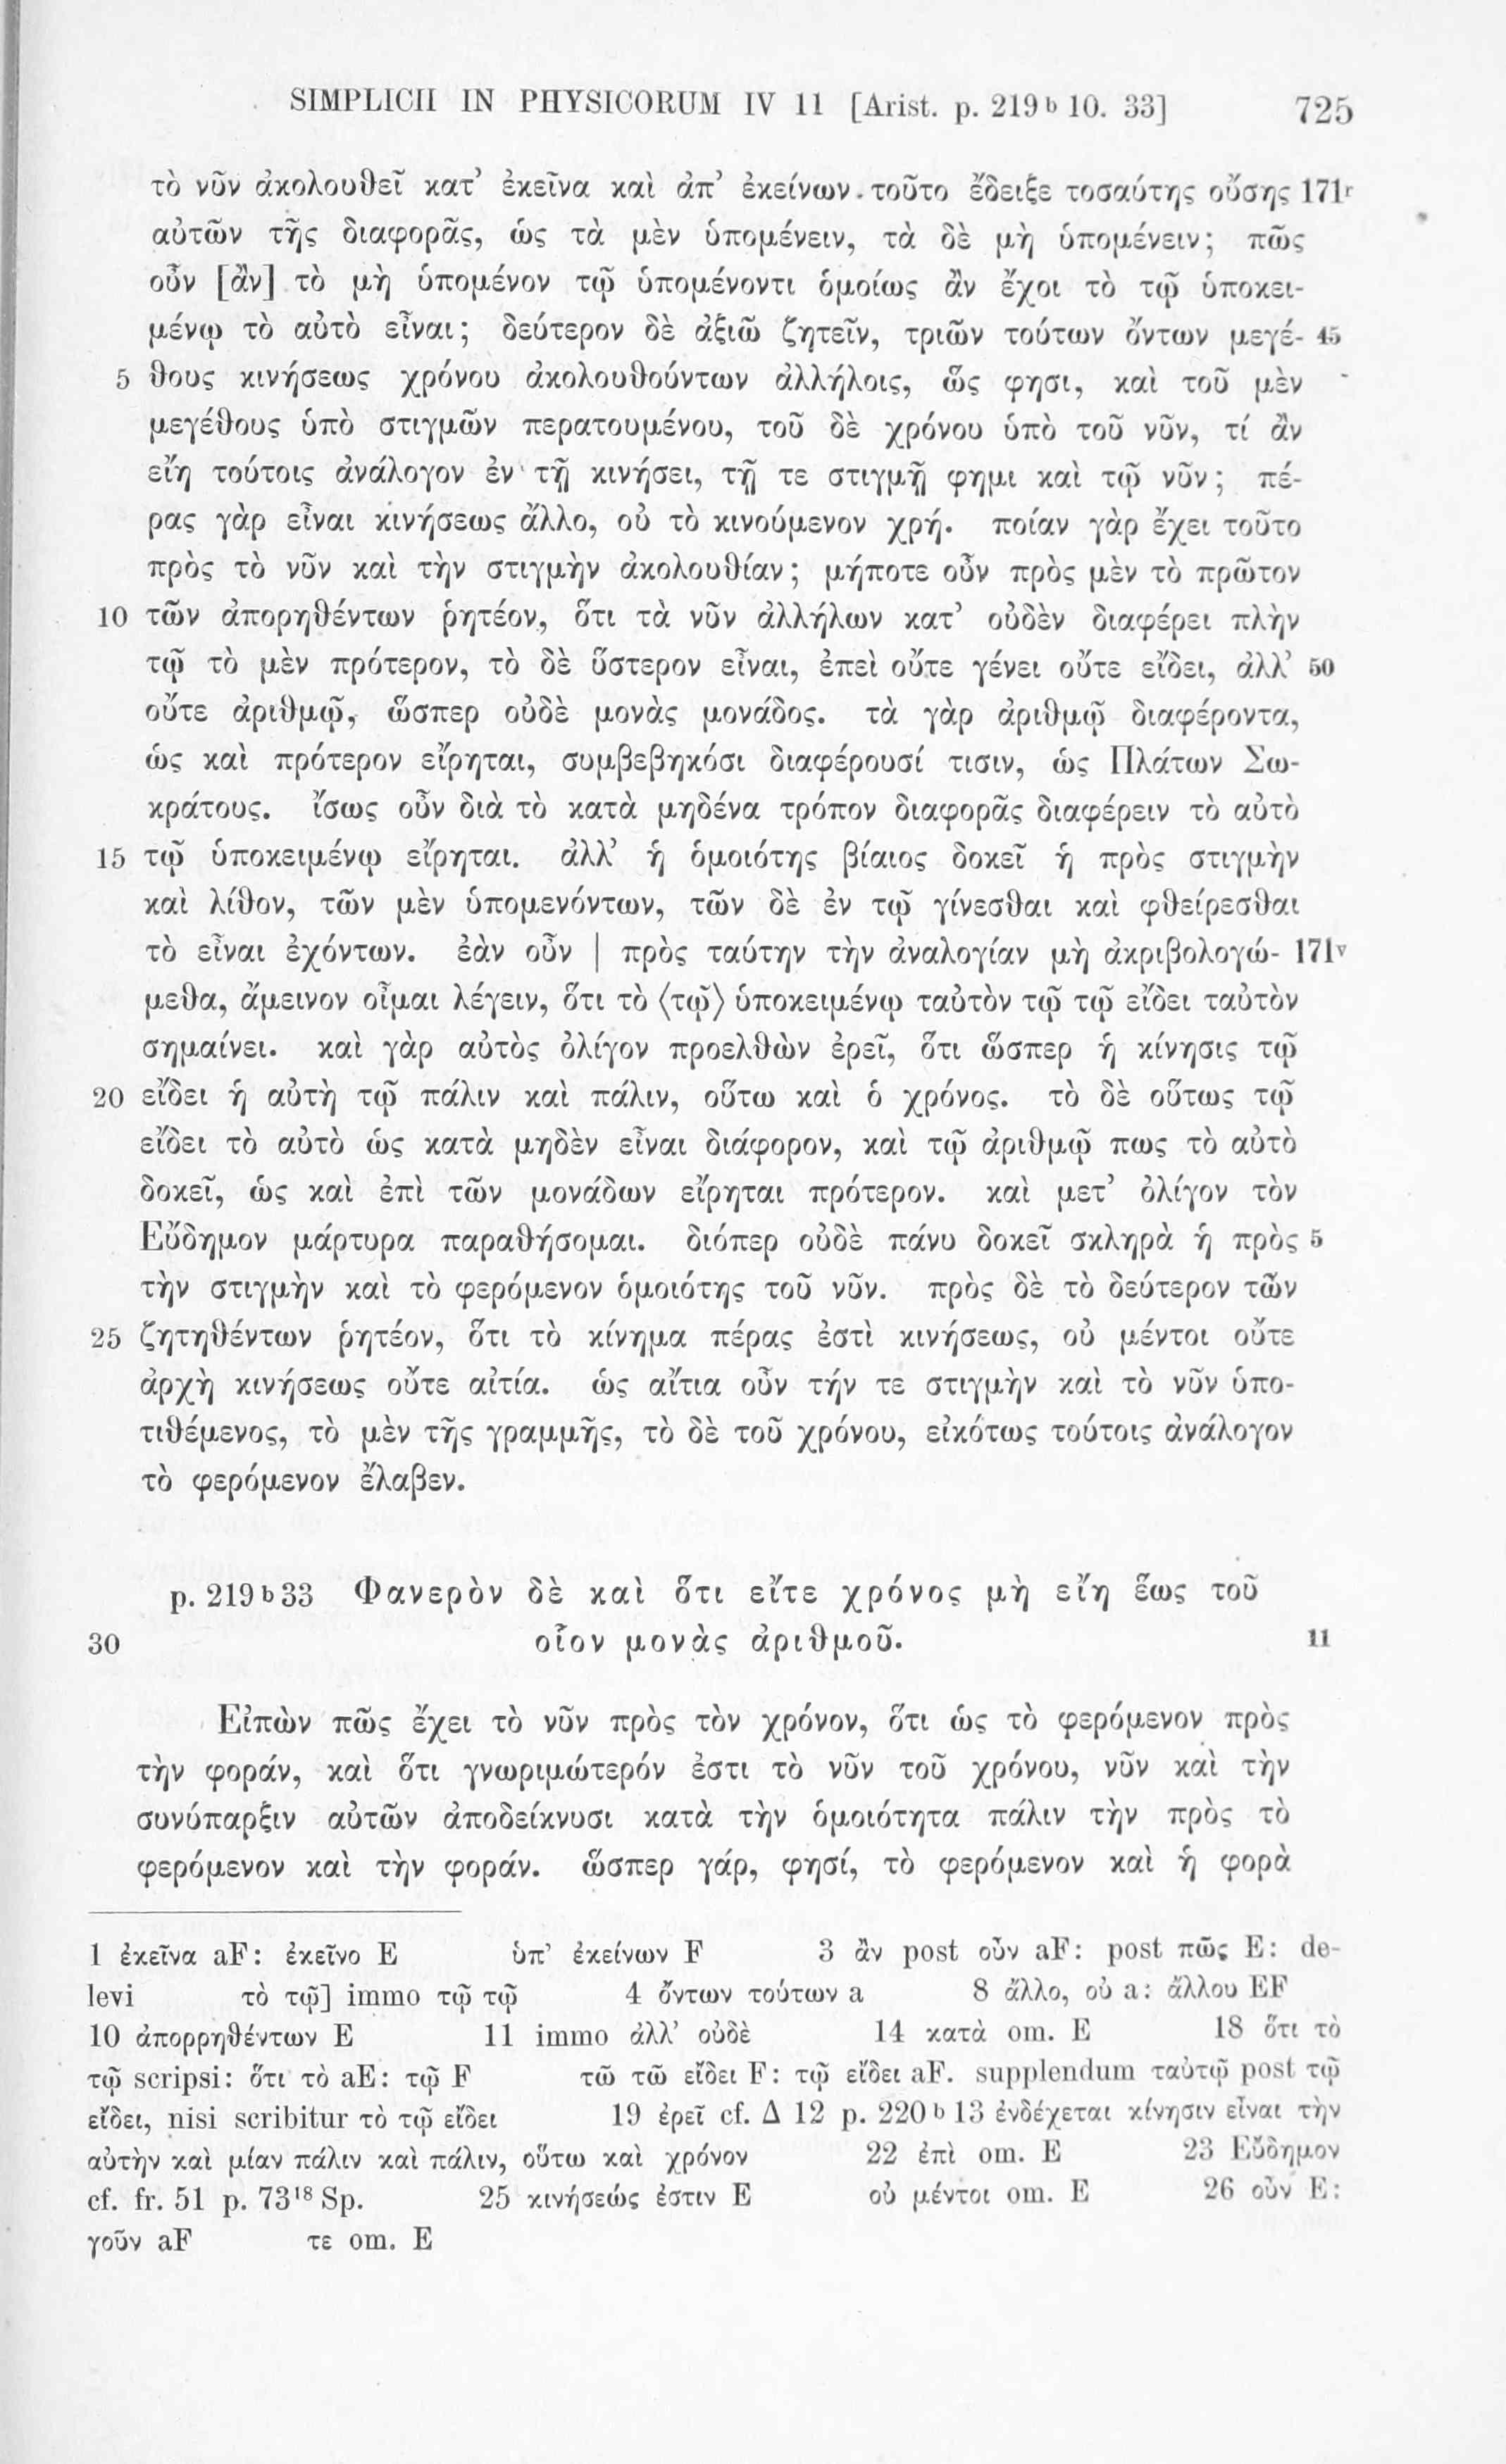 SIMPLICII IN PHYSICORUM IV 11 [Arist. p. 219ᵇ 10. 33] 725
τὸ νῦν ἀκολουθεῖ κατ’ ἐκεῖνα καὶ ἀπ’ ἐκείνων τοῦτο ἔδειξε τοσαύτης οὔσης 171ʳ
αὐτῶν τῆς διαφορᾶς, ὡς τὰ μὲν ὑπομένειν, τὰ δὲ μὴ ὑπομένειν; πῶς
οὖν [ἂν] τὸ μὴ ὑπομένον τῷ ὑπομένοντι ὁμοίως ἂν ἔχοι τὸ τῷ ὑποκει-
μένῳ τὸ αὐτὸ εἶναι; δεύτερον δὲ ἀξιῶ ζητεῖν, τριῶν τούτων ὄντων μεγέ- 45
5 θους κινήσεως χρόνου ἀκολουθούντων ἀλλήλοις, ὥς φησι, καὶ τοῦ μὲν
μεγέθους ὑπὸ στιγμῶν περατουμένου, τοῦ δὲ χρόνου ὑπὸ τοῦ νῦν, τί ἂν
εἴη τούτοις ἀνάλογον ἐν τῇ κινήσει, τῇ τε στιγμῇ φημι καὶ τῷ νῦν; πέ-
ρας γὰρ εἶναι κινήσεως ἄλλο, οὐ τὸ κινούμενον χρή. ποίαν γὰρ ἔχει τοῦτο
πρὸς τὸ νῦν καὶ τὴν στιγμὴν ἀκολουθίαν; μήποτε οὖν πρὸς μὲν τὸ πρῶτον
10 τῶν ἀπορηθέντων ῥητέον, ὅτι τὰ νῦν ἀλλήλων κατ’ οὐδὲν διαφέρει πλὴν
τῷ τὸ μὲν πρότερον, τὸ δὲ ὕστερον εἶναι, ἐπεὶ οὔτε γένει οὔτε εἴδει, ἀλλ’ 50
οὔτε ἀριθμῷ, ὥσπερ οὐδὲ μονὰς μονάδος. τὰ γὰρ ἀριθμῷ διαφέροντα,
ὡς καὶ πρότερον εἴρηται, συμβεβηκόσι διαφέρουσί τισιν, ὡς Πλάτων Σω-
κράτους. ἴσως οὖν διὰ τὸ κατὰ μηδένα τρόπον διαφορᾶς διαφέρειν τὸ αὐτὸ
15 τῷ ὑποκειμένῳ εἴρηται. ἀλλ’ ἡ ὁμοιότης βίαιος δοκεῖ ἡ πρὸς στιγμὴν
καὶ λίθον, τῶν μὲν ὑπομενόντων, τῶν δὲ ἐν τῷ γίνεσθαι καὶ φθείρεσθαι
τὸ εἶναι ἐχόντων. ἐὰν οὖν | πρὸς ταύτην τὴν ἀναλογίαν μὴ ἀκριβολογώ- 171ᵛ
μεθα, ἄμεινον οἶμαι λέγειν, ὅτι τὸ ⟨τῷ⟩ ὑποκειμένῳ ταὐτὸν τῷ τῷ εἴδει ταὐτὸν
σημαίνει. καὶ γὰρ αὐτὸς ὀλίγον προελθὼν ἐρεῖ, ὅτι ὥσπερ ἡ κίνησις τῷ
20 εἴδει ἡ αὐτὴ τῷ πάλιν καὶ πάλιν, οὕτω καὶ ὁ χρόνος. τὸ δὲ οὕτως τῷ
εἴδει τὸ αὐτὸ ὡς κατὰ μηδὲν εἶναι διάφορον, καὶ τῷ ἀριθμῷ πως τὸ αὐτὸ
δοκεῖ, ὡς καὶ ἐπὶ τῶν μονάδων εἴρηται πρότερον. καὶ μετ’ ὀλίγον τὸν
Εὔδημον μάρτυρα παραθήσομαι. διόπερ οὐδὲ πάνυ δοκεῖ σκληρὰ ἡ πρὸς 5
τὴν στιγμὴν καὶ τὸ φερόμενον ὁμοιότης τοῦ νῦν. πρὸς δὲ τὸ δεύτερον τῶν
25 ζητηθέντων ῥητέον, ὅτι τὸ κίνημα πέρας ἐστὶ κινήσεως, οὐ μέντοι οὔτε
ἀρχὴ κινήσεως οὔτε αἰτία. ὡς αἴτια οὖν τήν τε στιγμὴν καὶ τὸ νῦν ὑπο-
τιθέμενος, τὸ μὲν τῆς γραμμῆς, τὸ δὲ τοῦ χρόνου, εἰκότως τούτοις ἀνάλογον
τὸ φερόμενον ἔλαβεν.
p. 219ᵇ33 Φανερὸν δὲ καὶ ὅτι εἴτε χρόνος μὴ εἴη ἕως τοῦ
30 οἷον μονὰς ἀριθμοῦ. 11
Εἰπὼν πῶς ἔχει τὸ νῦν πρὸς τὸν χρόνον, ὅτι ὡς τὸ φερόμενον πρὸς
τὴν φοράν, καὶ ὅτι γνωριμώτερόν ἐστι τὸ νῦν τοῦ χρόνου, νῦν καὶ τὴν
συνύπαρξιν αὐτῶν ἀποδείκνυσι κατὰ τὴν ὁμοιότητα πάλιν τὴν πρὸς τὸ
φερόμενον καὶ τὴν φοράν. ὥσπερ γάρ, φησί, τὸ φερόμενον καὶ ἡ φορὰ
1 ἐκεῖνα aF: ἐκεῖνο E ὑπ’ ἐκείνων F 3 ἂν post οὖν aF: post πῶς E: de-
levi τὸ τῷ] immo τῷ τῷ 4 ὄντων τούτων a 8 ἄλλο, οὐ a: ἄλλου EF
10 ἀπορρηθέντων E 11 immo ἀλλ’ οὐδὲ 14 κατὰ om. E 18 ὅτι τὸ
τῷ scripsi: ὅτι τὸ aE: τῷ F τῶ τῶ εἴδει F: τῷ εἴδει aF. supplendum ταὐτῷ post τῷ
εἴδει, nisi scribitur τὸ τῷ εἴδει 19 ἐρεῖ cf. Δ 12 p. 220ᵇ13 ἐνδέχεται κίνησιν εἶναι τὴν
αὐτὴν καὶ μίαν πάλιν καὶ πάλιν, οὕτω καὶ χρόνον 22 ἐπὶ om. E 23 Εὔδημον
cf. fr. 51 p. 73¹⁸ Sp. 25 κινήσεώς ἐστιν E οὐ μέντοι om. E 26 οὖν E:
γοῦν aF τε om. E